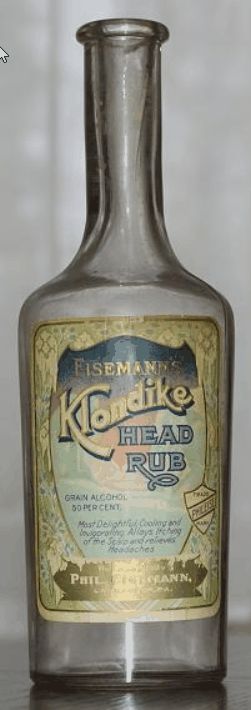 EISEMANN'S
Klondike
HEAD
RUB
GRAIN ALCOHOL
50 PER CENT.
Most Delightful, Cooling and
Invigorating, Allays Itching
of the Scalp and relieves
Headaches
TRADE
MARK
PHIL. EISEMANN,